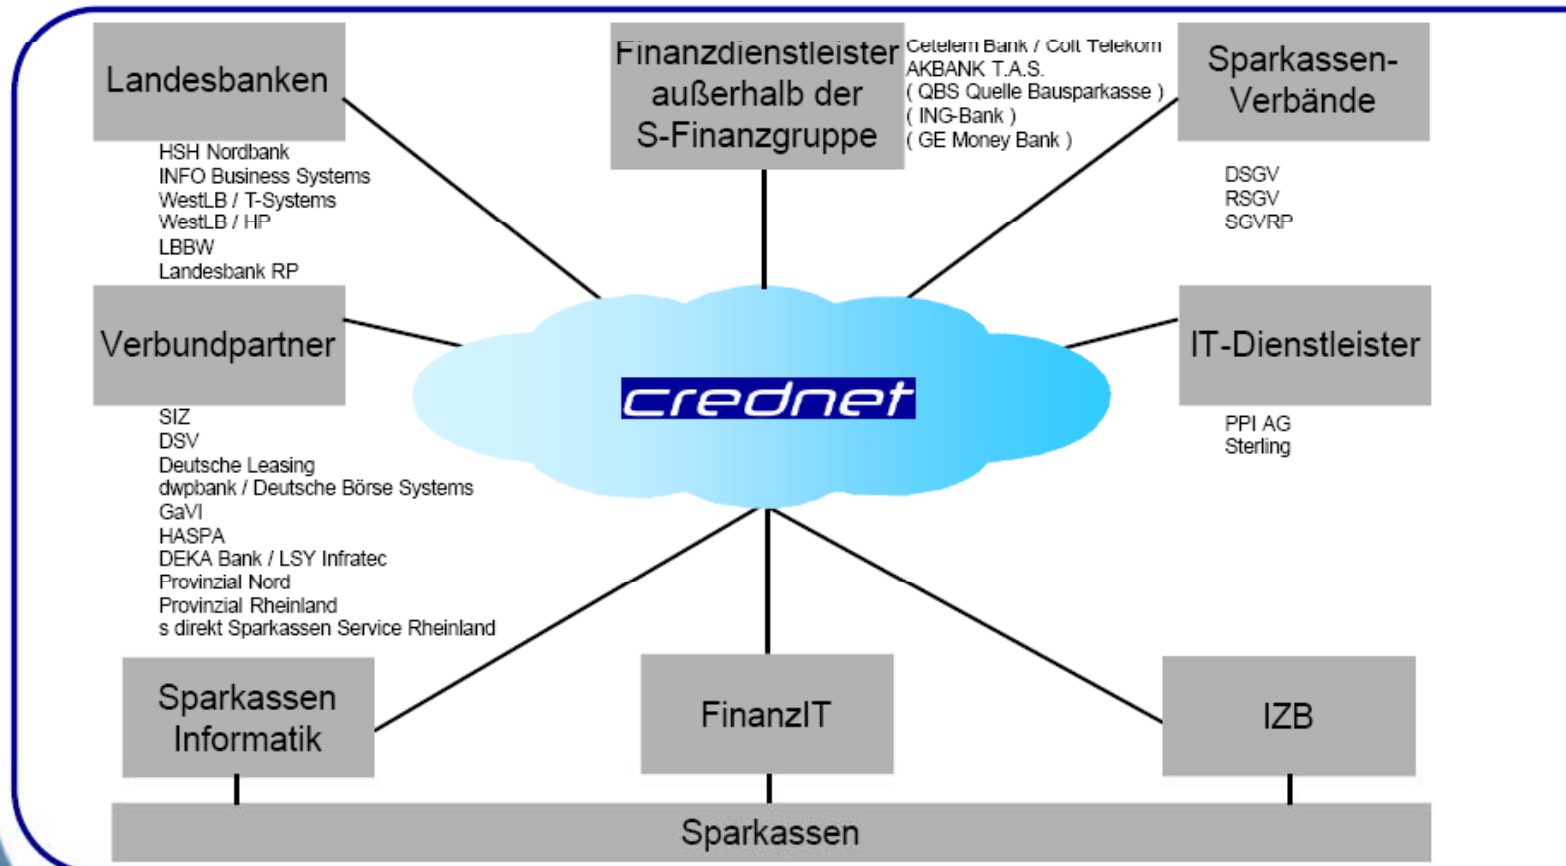 Landesbanken
HSH Nordbank
INFO Business Systems
WestLB / T-Systems
WestLB / HP
LBBW
Landesbank RP
Finanzdienstleister
außerhalb der
S-Finanzgruppe
Cetelem Bank / Colt Telekom
AKBANK T.A.S.
( QBS Quelle Bausparkasse )
( ING-Bank )
( GE Money Bank )
Sparkassen-
Verbände
DSGV
RSGV
SGVRP
Verbundpartner
SIZ
DSV
Deutsche Leasing
dwpbank / Deutsche Börse Systems
GaVI
HASPA
DEKA Bank / LSY Infratec
Provinzial Nord
Provinzial Rheinland
s direkt Sparkassen Service Rheinland
crednet
IT-Dienstleister
PPI AG
Sterling
Sparkassen
Informatik
FinanzIT
IZB
Sparkassen